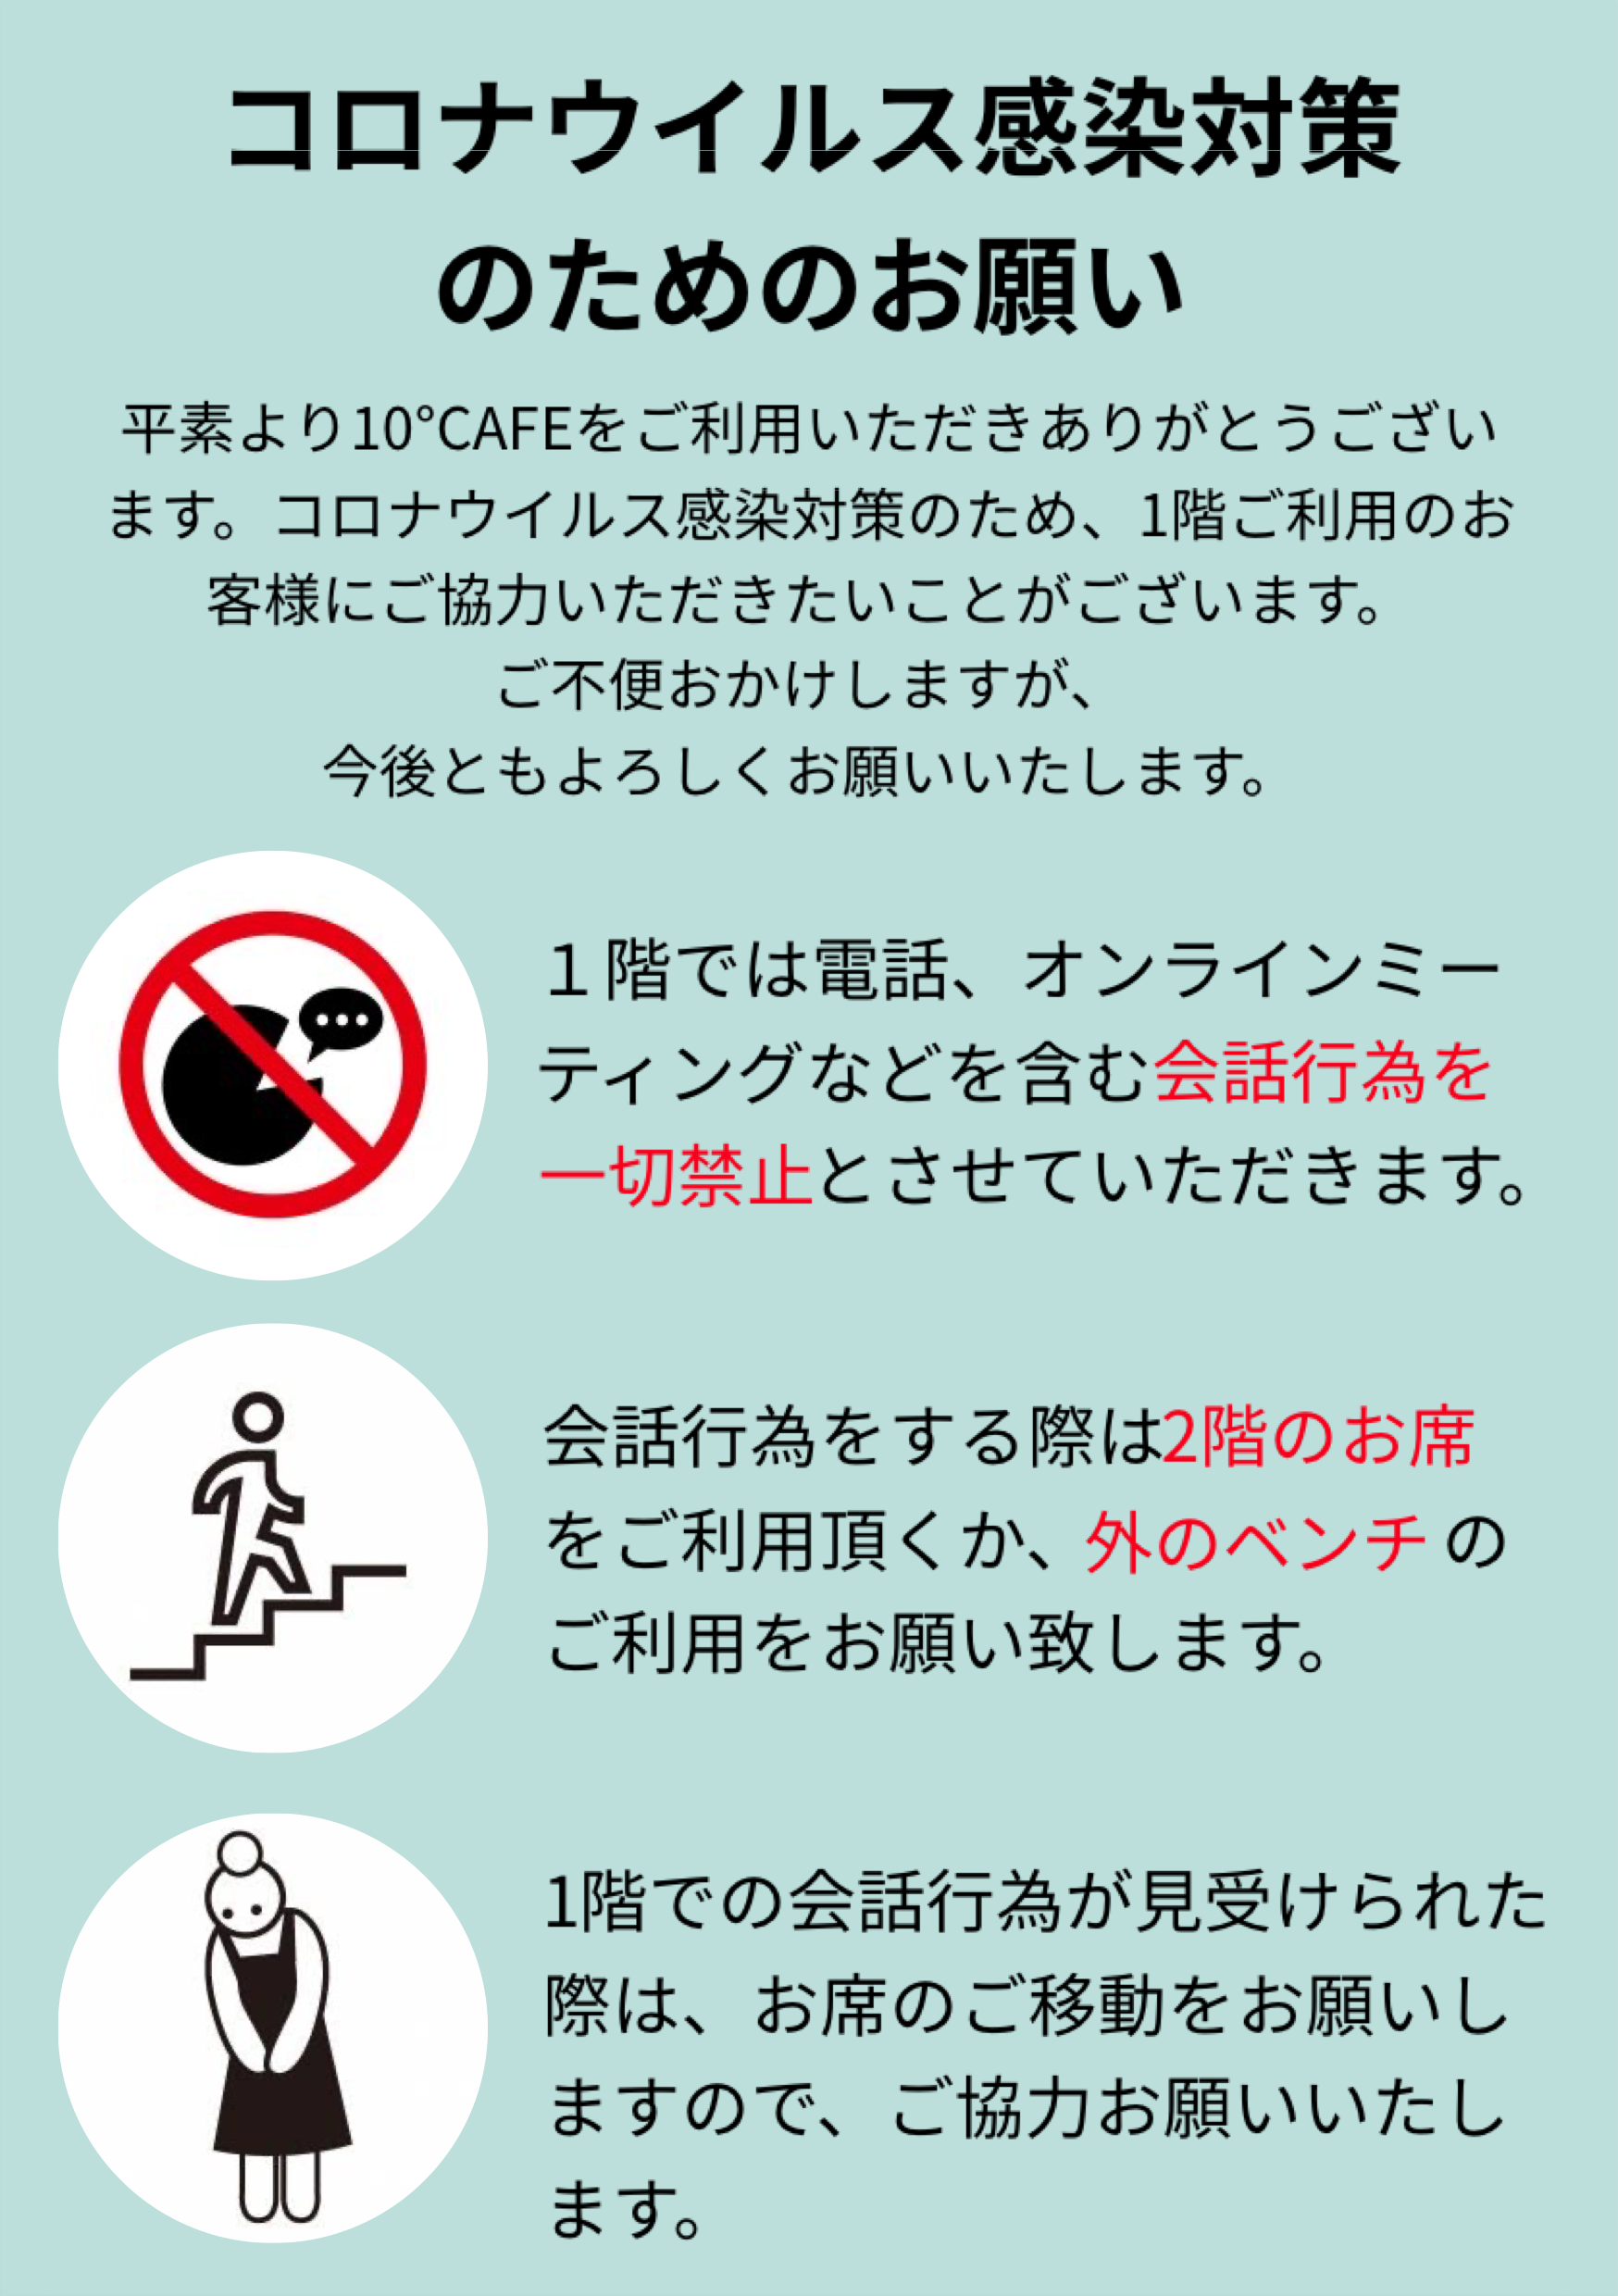 コロナウイルス感染対策
のためのお願い
平素より10°CAFEをご利用いただきありがとうござい
ます。コロナウイルス感染対策のため、1階ご利用のお
客様にご協力いただきたいことがございます。
ご不便おかけしますが、
今後ともよろしくお願いいたします。
１階では電話、オンラインミー
ティングなどを含む会話行為を
一切禁止とさせていただきます。
会話行為をする際は2階のお席
をご利用頂くか、外のベンチの
ご利用をお願い致します。
1階での会話行為が見受けられた
際は、お席のご移動をお願いし
ますので、ご協力お願いいたし
ます。